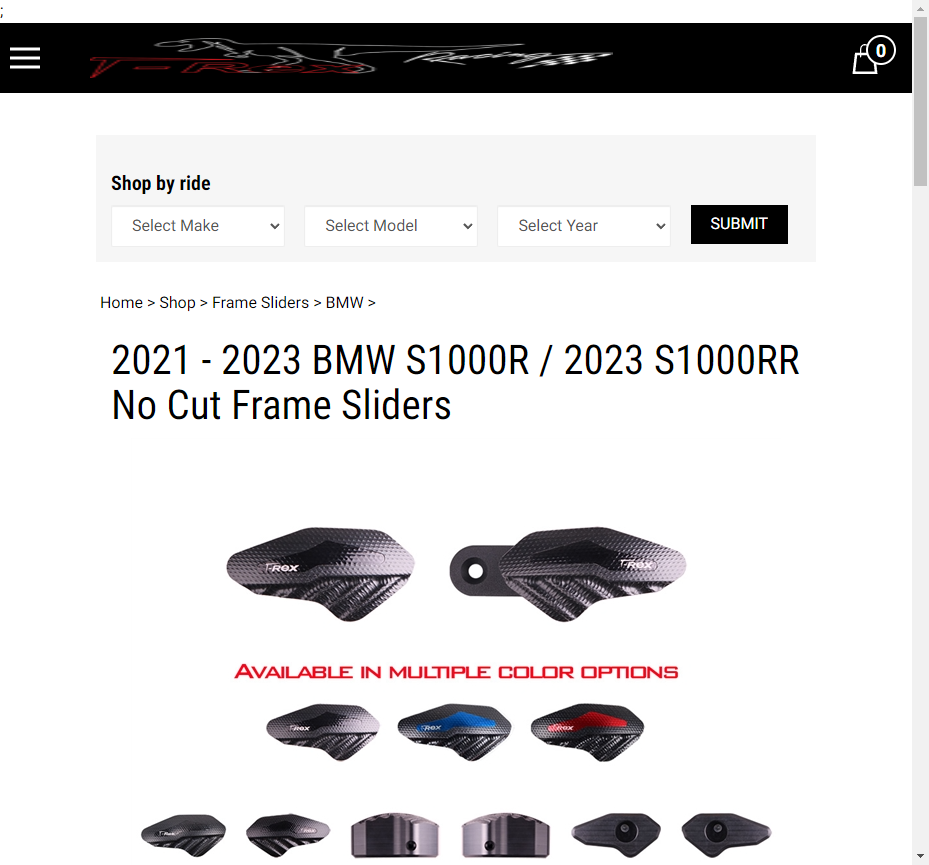 ;
T-Rex Racing
0
Shop by ride
Select Make
Select Model
Select Year
SUBMIT
Home > Shop > Frame Sliders > BMW >
2021 - 2023 BMW S1000R / 2023 S1000RR
No Cut Frame Sliders
T-Rex
T-Rex
Available in multiple color options
T-Rex
T-Rex
T-Rex
T-Rex
T-Rex